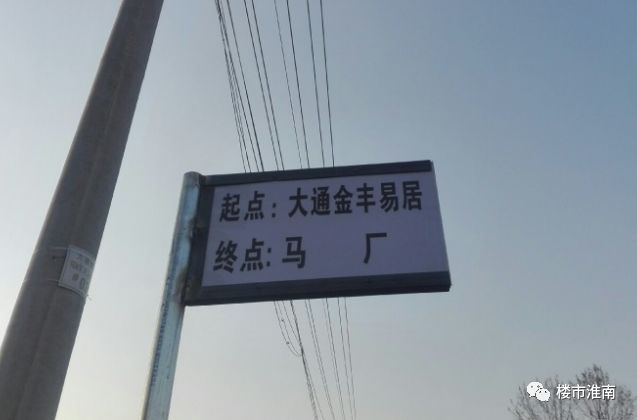 起点：大通金丰易居
终点：马 厂
楼市淮南